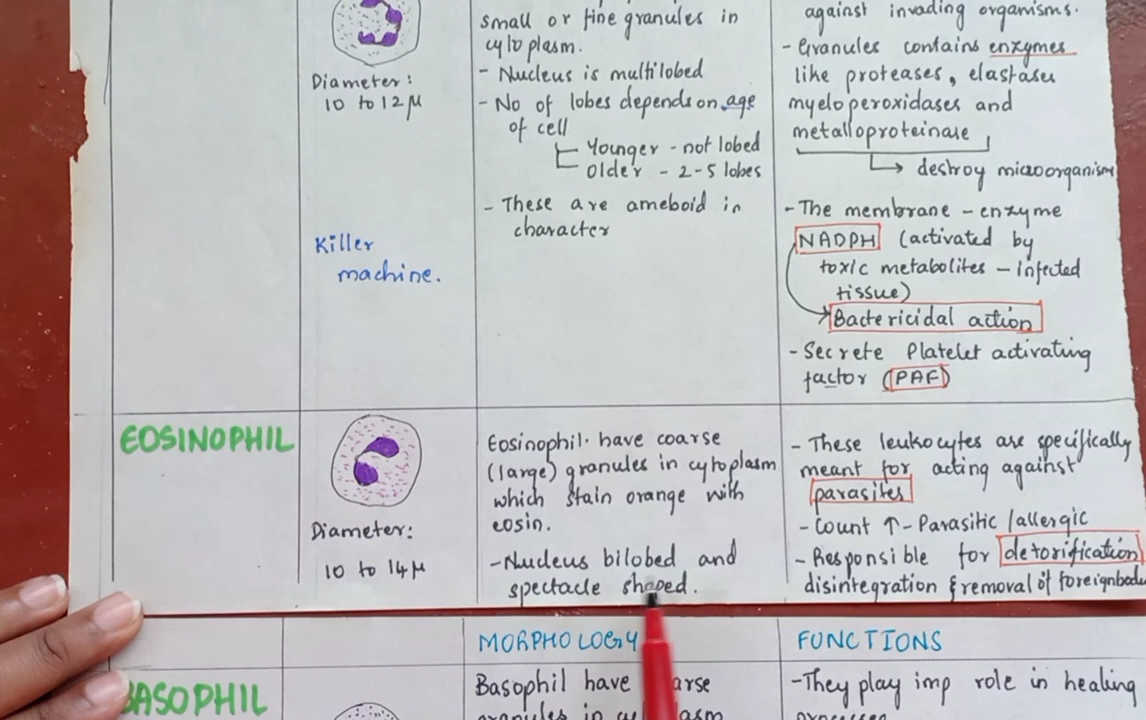 small or fine granules in
cytoplasm.
- Nucleus is multilobed
- No of lobes depends on age
of cell
Younger - not lobed
Older - 2-5 lobes
- These are ameboid in
character
Diameter:
10 to 12 μ
Killer
machine.
against invading organisms.
- Granules contains enzymes
like proteases, elastases
myeloperoxidases and
metalloproteinase
→ destroy microorganism
- The membrane - enzyme
NADPH (activated by
toxic metabolites - infected
tissue)
Bactericidal action
- Secrete Platelet activating
factor (PAF)
EOSINOPHIL
Diameter:
10 to 14 μ
Eosinophil. have coarse
(large) granules in cytoplasm
which stain orange with
eosin.
- Nucleus bilobed and
spectacle shaped.
- These leukocytes are specifically
meant for acting against
parasites
- Count ↑ - Parasitic /allergic
- Responsible for detoxification
disintegration & removal of foreign
MORPHOLOGY
FUNCTIONS
BASOPHIL
Basophil have
granules in
- They play imp role in healing